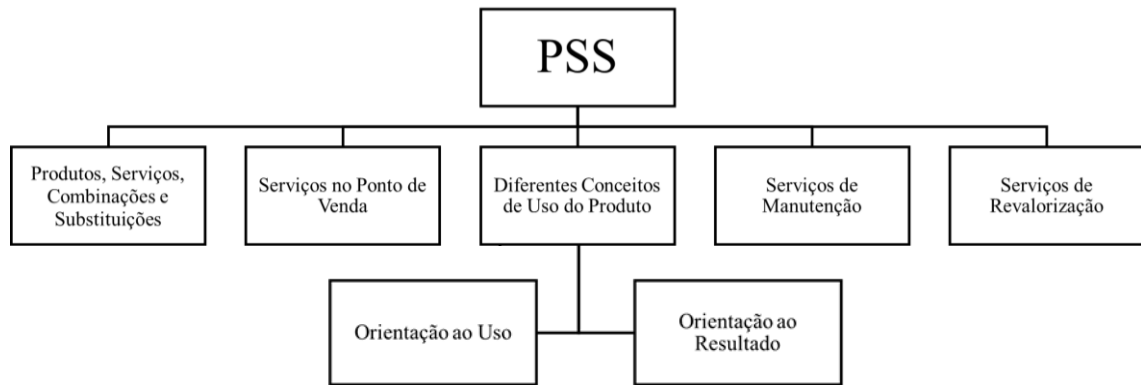 PSS
Produtos, Serviços,
Combinações e
Substituições
Serviços no Ponto de
Venda
Diferentes Conceitos
de Uso do Produto
Serviços de
Manutenção
Serviços de
Revalorização
Orientação ao Uso
Orientação ao
Resultado